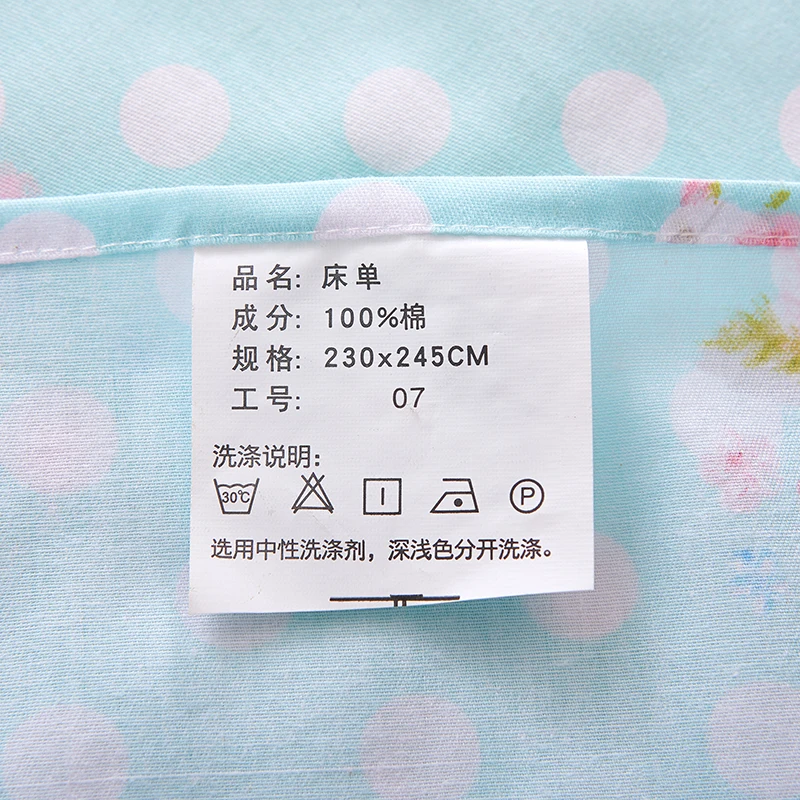 品名: 床单
成分: 100%棉
规格: 230x245CM
工号: 07
洗涤说明:
30℃ P
选用中性洗涤剂，深浅色分开洗涤。